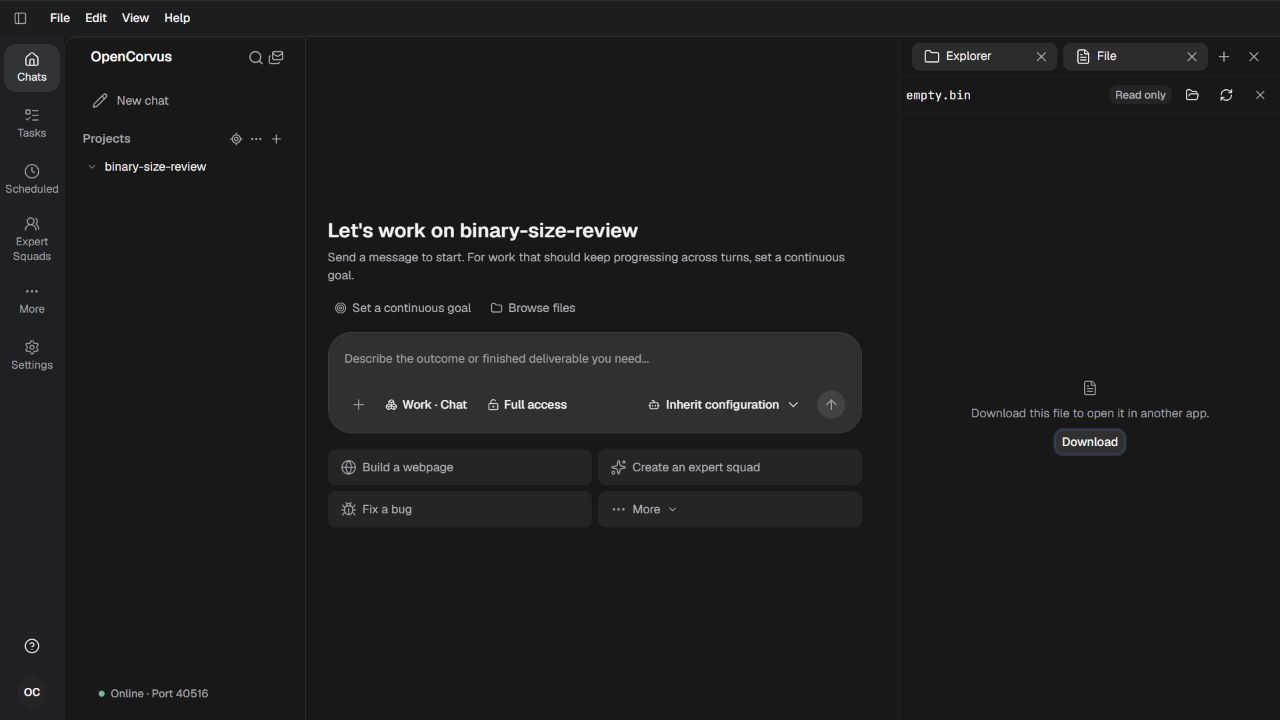 File Edit View Help
Chats
Tasks
Scheduled
Expert
Squads
More
Settings
OC
OpenCorvus
New chat
Projects
binary-size-review
Online · Port 40516
Let's work on binary-size-review
Send a message to start. For work that should keep progressing across turns, set a continuous
goal.
Set a continuous goal Browse files
Describe the outcome or finished deliverable you need...
Work · Chat Full access Inherit configuration
Build a webpage Create an expert squad
Fix a bug More
Explorer File
empty.bin Read only
Download this file to open it in another app.
Download